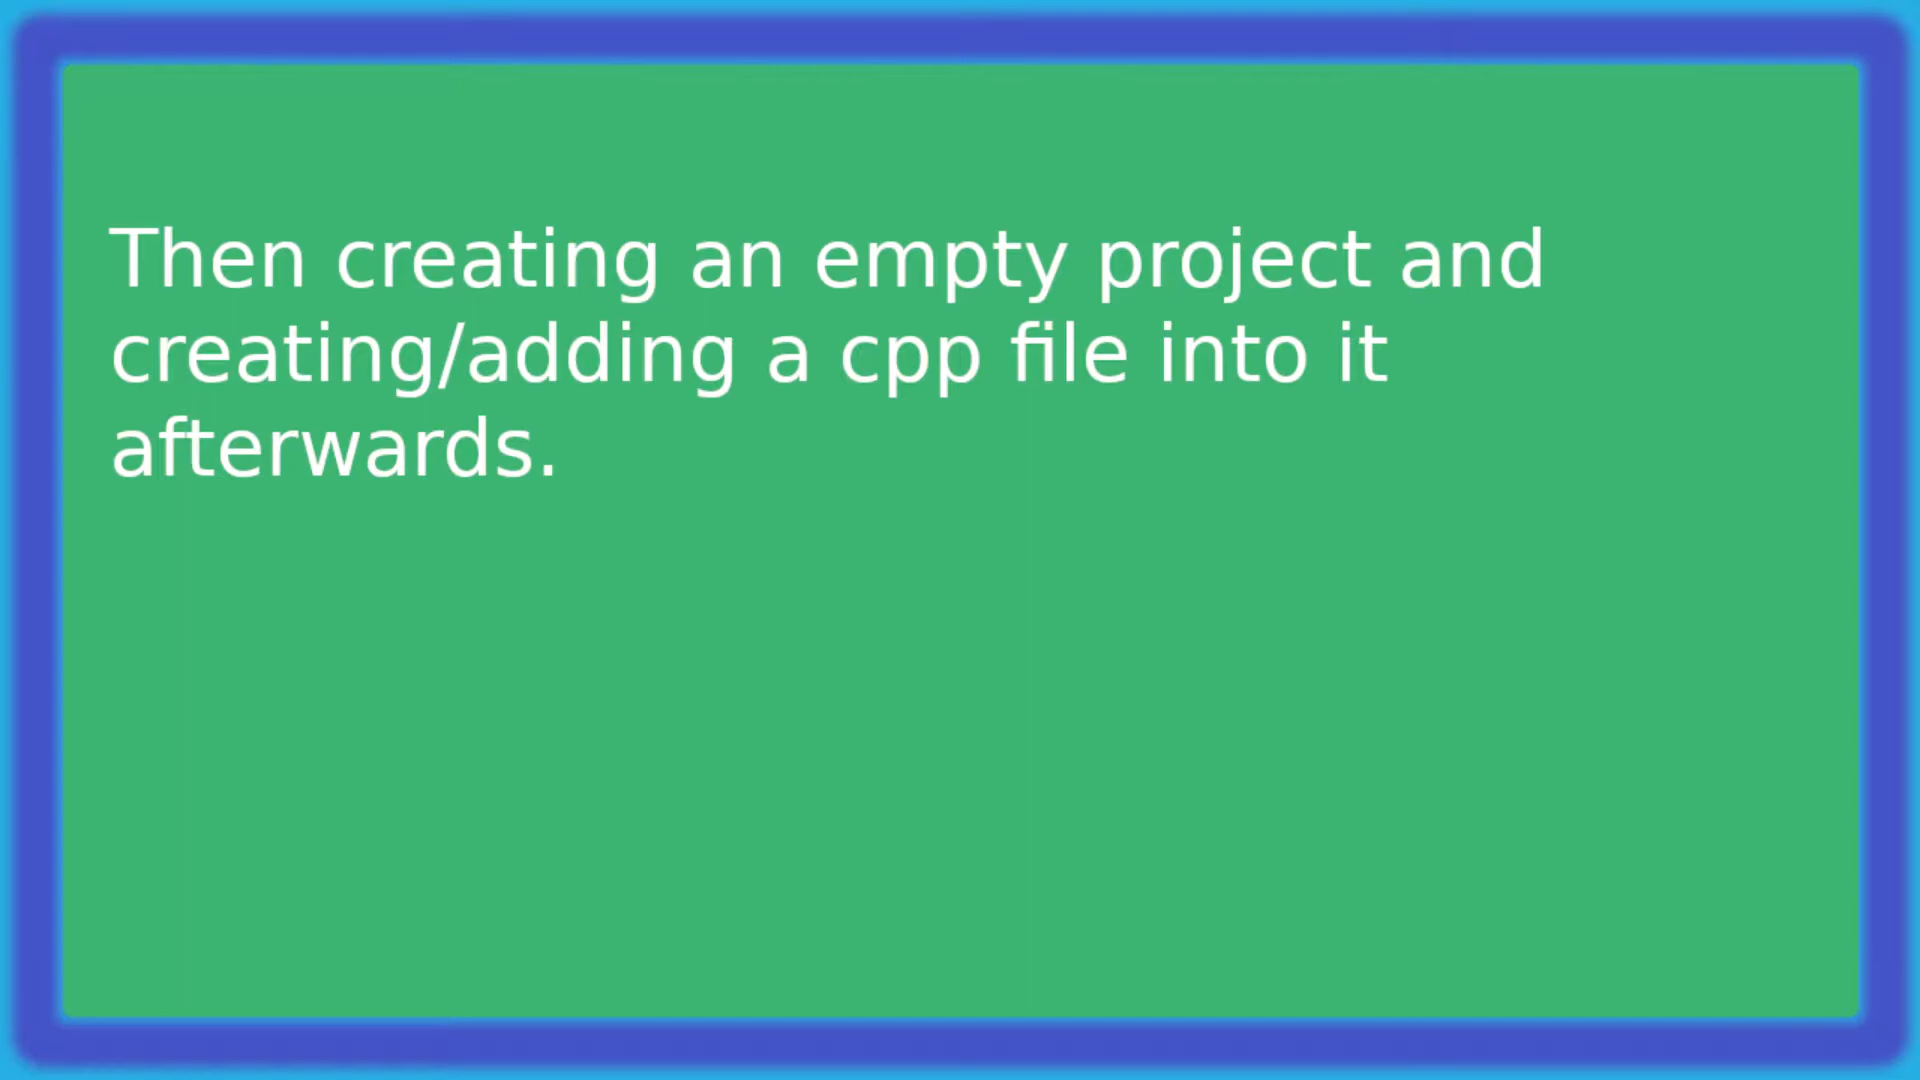 Then creating an empty project and
creating/adding a cpp file into it
afterwards.